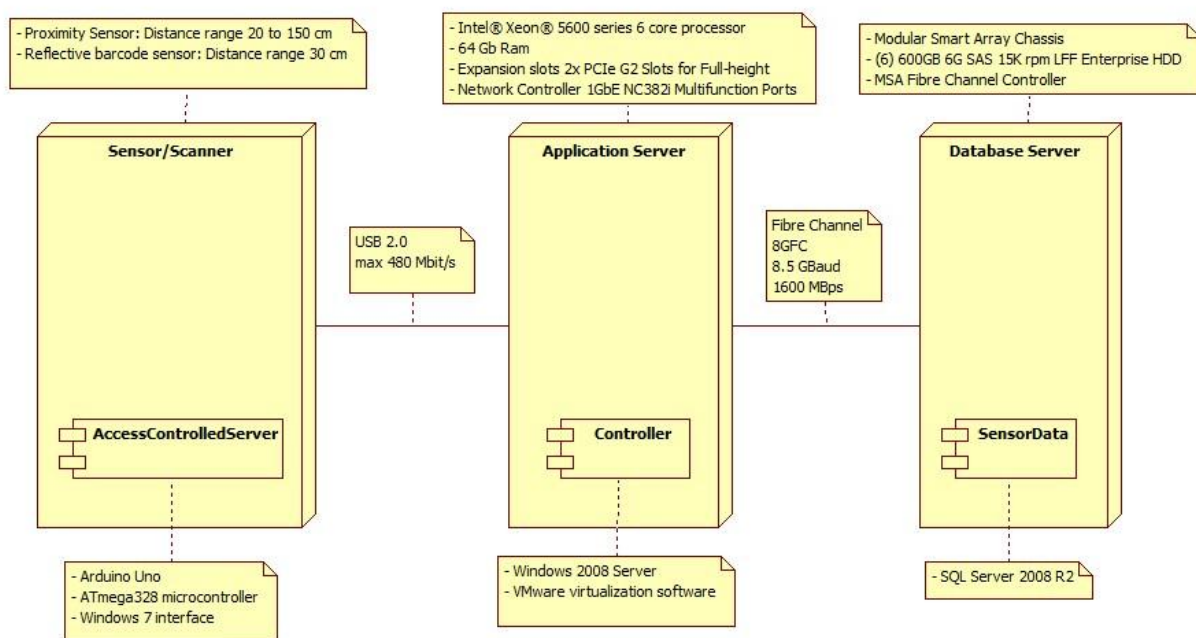 - Proximity Sensor: Distance range 20 to 150 cm
- Reflective barcode sensor: Distance range 30 cm
- Intel® Xeon® 5600 series 6 core processor
- 64 Gb Ram
- Expansion slots 2x PCIe G2 Slots for Full-height
- Network Controller 1GbE NC382i Multifunction Ports
- Modular Smart Array Chassis
- (6) 600GB 6G SAS 15K rpm LFF Enterprise HDD
- MSA Fibre Channel Controller
Sensor/Scanner
Application Server
Database Server
USB 2.0
max 480 Mbit/s
Fibre Channel
8GFC
8.5 GBaud
1600 MBps
AccessControlledServer
Controller
SensorData
- Arduino Uno
- ATmega328 microcontroller
- Windows 7 interface
- Windows 2008 Server
- VMware virtualization software
- SQL Server 2008 R2